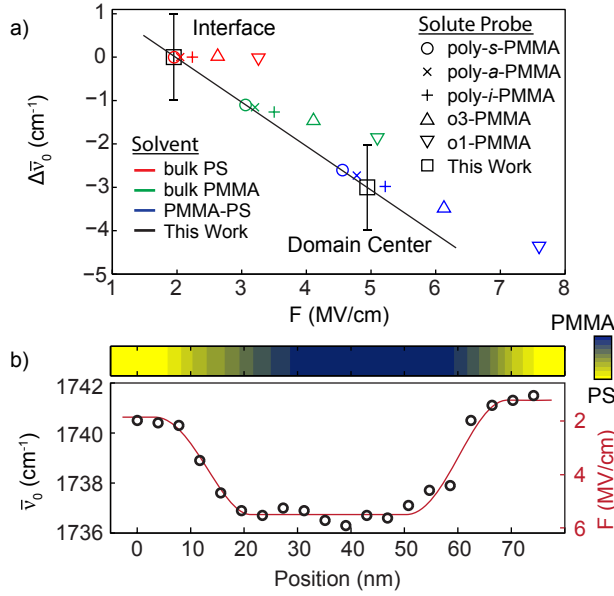 a)
Interface
Domain Center
Solvent
bulk PS
bulk PMMA
PMMA-PS
This Work
Solute Probe
poly-s-PMMA
poly-a-PMMA
poly-i-PMMA
o3-PMMA
o1-PMMA
This Work
1
0
−1
−2
−3
−4
−5
Δν̄₀ (cm⁻¹)
1 2 3 4 5 6 7 8
F (MV/cm)
b)
PMMA
PS
1742
1740
1738
1736
ν̄₀ (cm⁻¹)
2
4
6
F (MV/cm)
0 10 20 30 40 50 60 70
Position (nm)